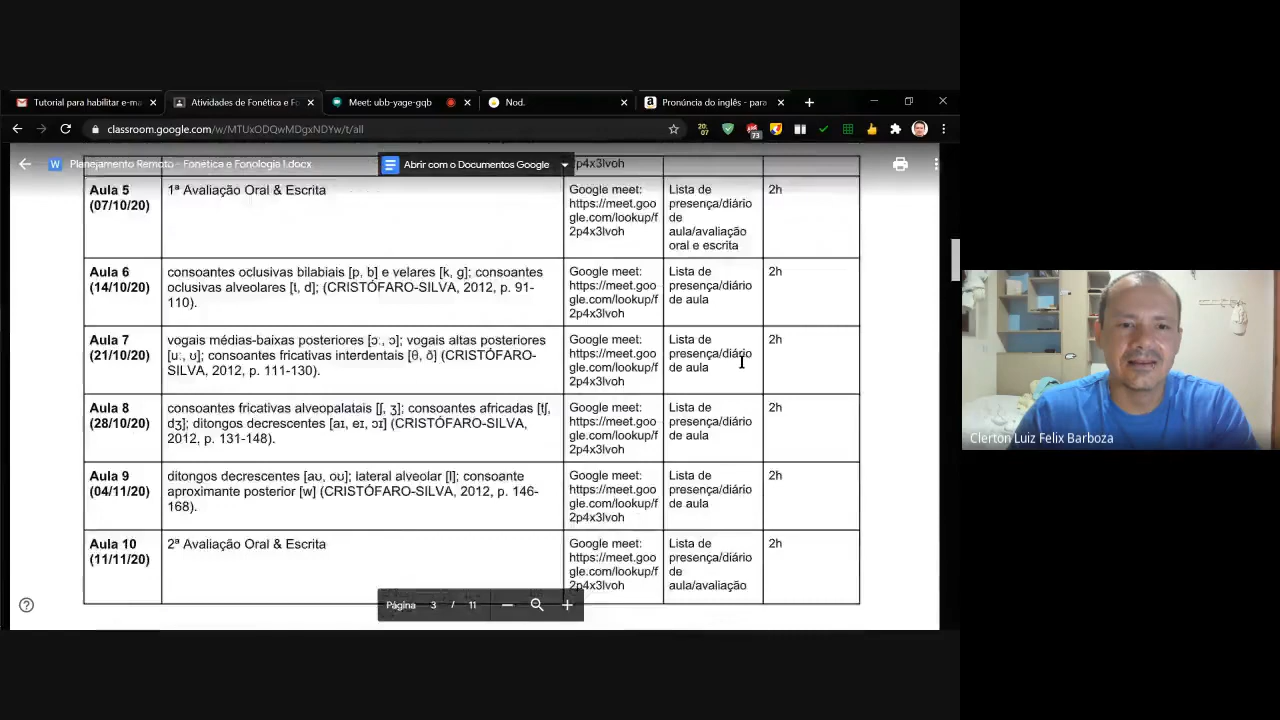 Tutorial para habilitar e-ma
Atividades de Fonética e Fo
Meet: ubb-yage-gqb
Nod.
Pronúncia do inglês - para
classroom.google.com/w/MTUxODQwMDgxNDYw/t/all
20
07
73
Planejamento Remoto - Fonética e Fonologia I.docx
Abrir com o Documentos Google
p4x3lvoh
Aula 5
(07/10/20)
1ª Avaliação Oral & Escrita
Google meet:
https://meet.goo
gle.com/lookup/f
2p4x3lvoh
Lista de
presença/diário
de
aula/avaliação
oral e escrita
2h
Aula 6
(14/10/20)
consoantes oclusivas bilabiais [p, b] e velares [k, g]; consoantes
oclusivas alveolares [t, d]; (CRISTÓFARO-SILVA, 2012, p. 91-
110).
Google meet:
https://meet.goo
gle.com/lookup/f
2p4x3lvoh
Lista de
presença/diário
de aula
2h
Aula 7
(21/10/20)
vogais médias-baixas posteriores [ɔː, ɔ]; vogais altas posteriores
[uː, ʊ]; consoantes fricativas interdentais [θ, ð] (CRISTÓFARO-
SILVA, 2012, p. 111-130).
Google meet:
https://meet.goo
gle.com/lookup/f
2p4x3lvoh
Lista de
presença/diário
de aula
2h
Aula 8
(28/10/20)
consoantes fricativas alveopalatais [ʃ, ʒ]; consoantes africadas [tʃ,
dʒ]; ditongos decrescentes [aɪ, eɪ, ɔɪ] (CRISTÓFARO-SILVA,
2012, p. 131-148).
Google meet:
https://meet.goo
gle.com/lookup/f
2p4x3lvoh
Lista de
presença/diário
de aula
2h
Aula 9
(04/11/20)
ditongos decrescentes [aʊ, oʊ]; lateral alveolar [l]; consoante
aproximante posterior [w] (CRISTÓFARO-SILVA, 2012, p. 146-
168).
Google meet:
https://meet.goo
gle.com/lookup/f
2p4x3lvoh
Lista de
presença/diário
de aula
2h
Aula 10
(11/11/20)
2ª Avaliação Oral & Escrita
Google meet:
https://meet.goo
gle.com/lookup/f
2p4x3lvoh
Lista de
presença/diário
de
aula/avaliação
2h
Página 3 / 11
Clerton Luiz Felix Barboza